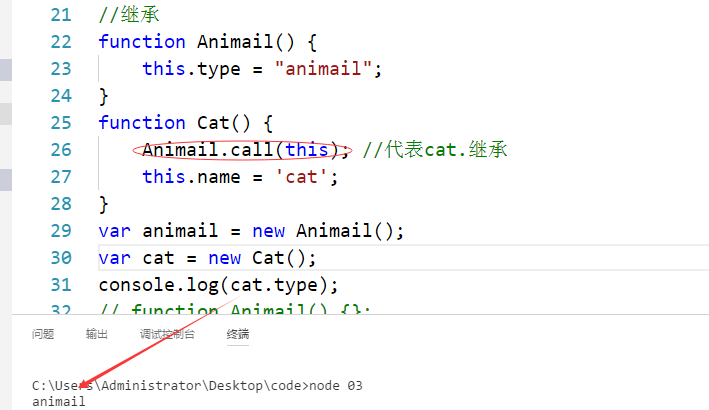 21 //继承
22 function Animail() {
23 this.type = "animail";
24 }
25 function Cat() {
26 Animail.call(this); //代表cat.继承
27 this.name = 'cat';
28 }
29 var animail = new Animail();
30 var cat = new Cat();
31 console.log(cat.type);
32 // function Animail() {};
问题 输出 调试控制台 终端
C:\Users\Administrator\Desktop\code>node 03
animail